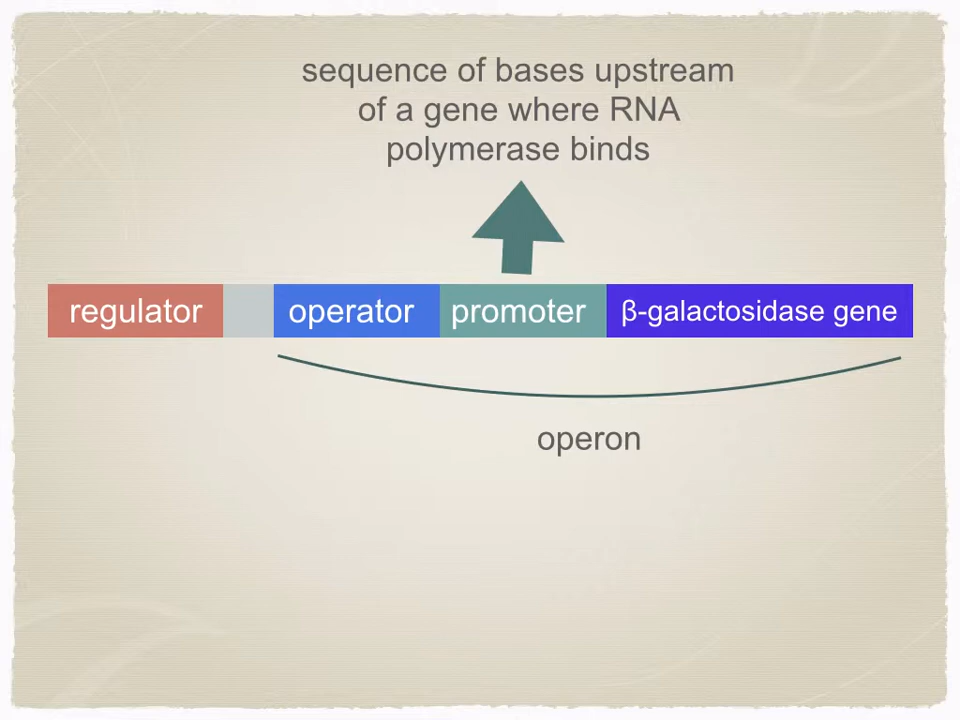 sequence of bases upstream
of a gene where RNA
polymerase binds
regulator operator promoter β-galactosidase gene
operon